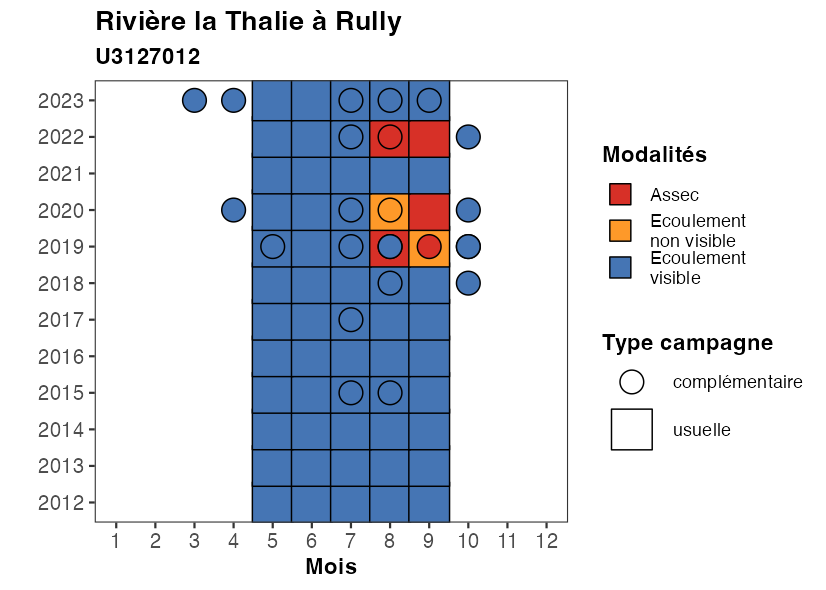 Rivière la Thalie à Rully
U3127012
2023
2022
2021
2020
2019
2018
2017
2016
2015
2014
2013
2012
1 2 3 4 5 6 7 8 9 10 11 12
Mois
Modalités
Assec
Ecoulement
non visible
Ecoulement
visible
Type campagne
complémentaire
usuelle